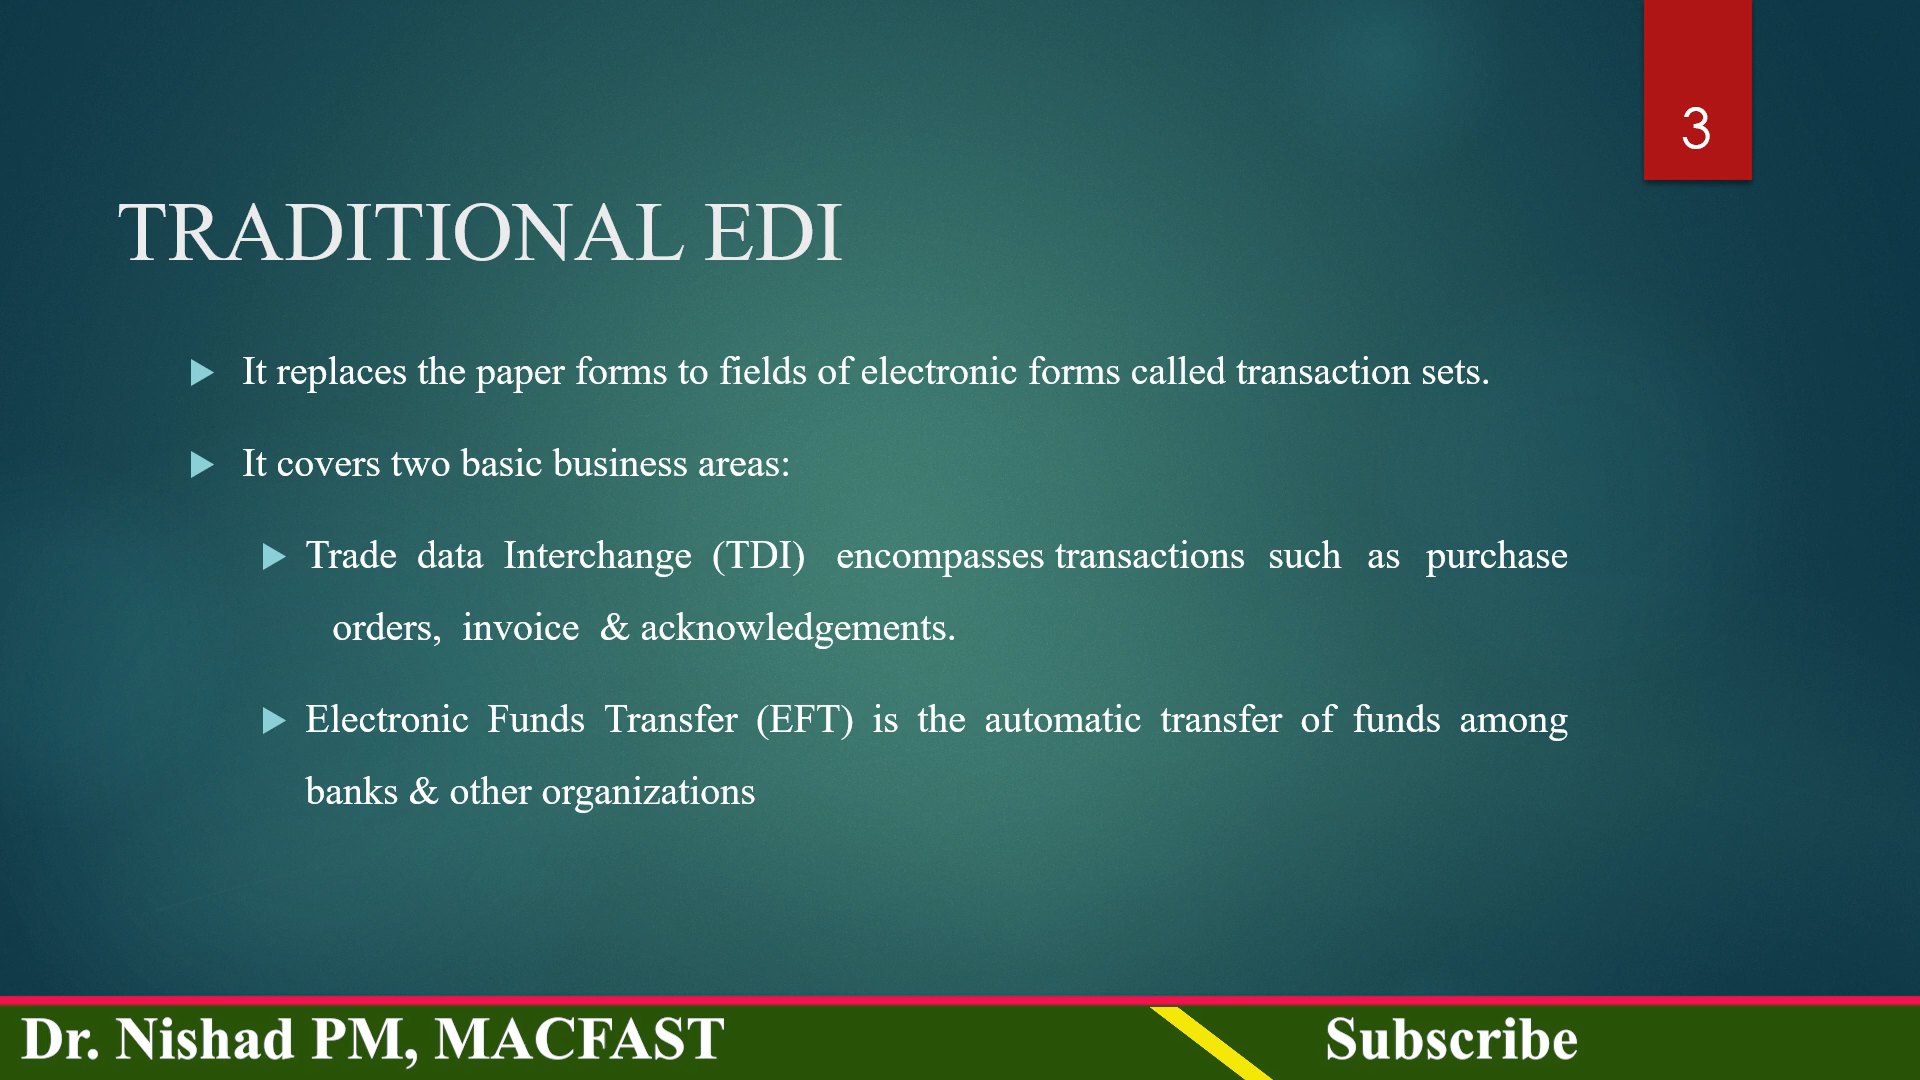 3
TRADITIONAL EDI
It replaces the paper forms to fields of electronic forms called transaction sets.
It covers two basic business areas:
Trade data Interchange (TDI) encompasses transactions such as purchase
orders, invoice & acknowledgements.
Electronic Funds Transfer (EFT) is the automatic transfer of funds among
banks & other organizations
Dr. Nishad PM, MACFAST
Subscribe